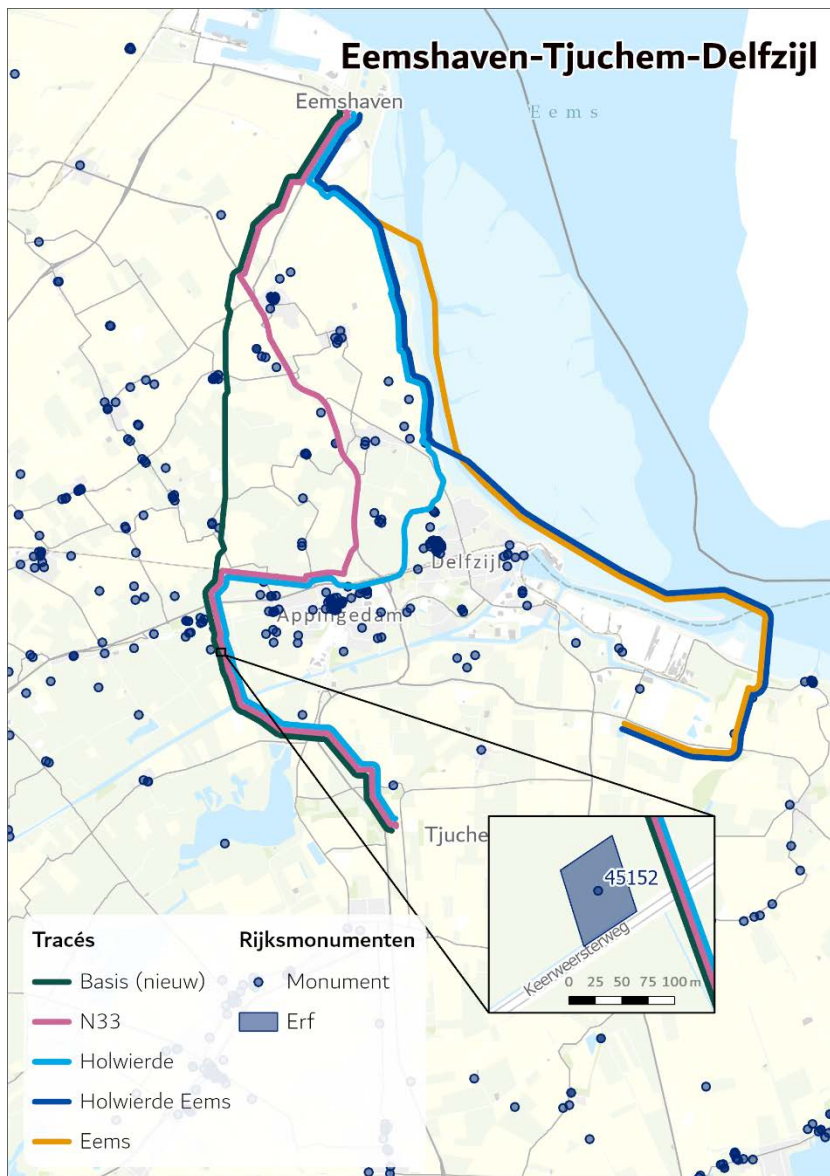 Eemshaven-Tjuchem-Delfzijl
Eemshaven
Eems
Delfzijl
Appingedam
Tjuche
45152
Keerweersterweg
0 25 50 75 100 m
Tracés
Basis (nieuw)
N33
Holwierde
Holwierde Eems
Eems
Rijksmonumenten
Monument
Erf